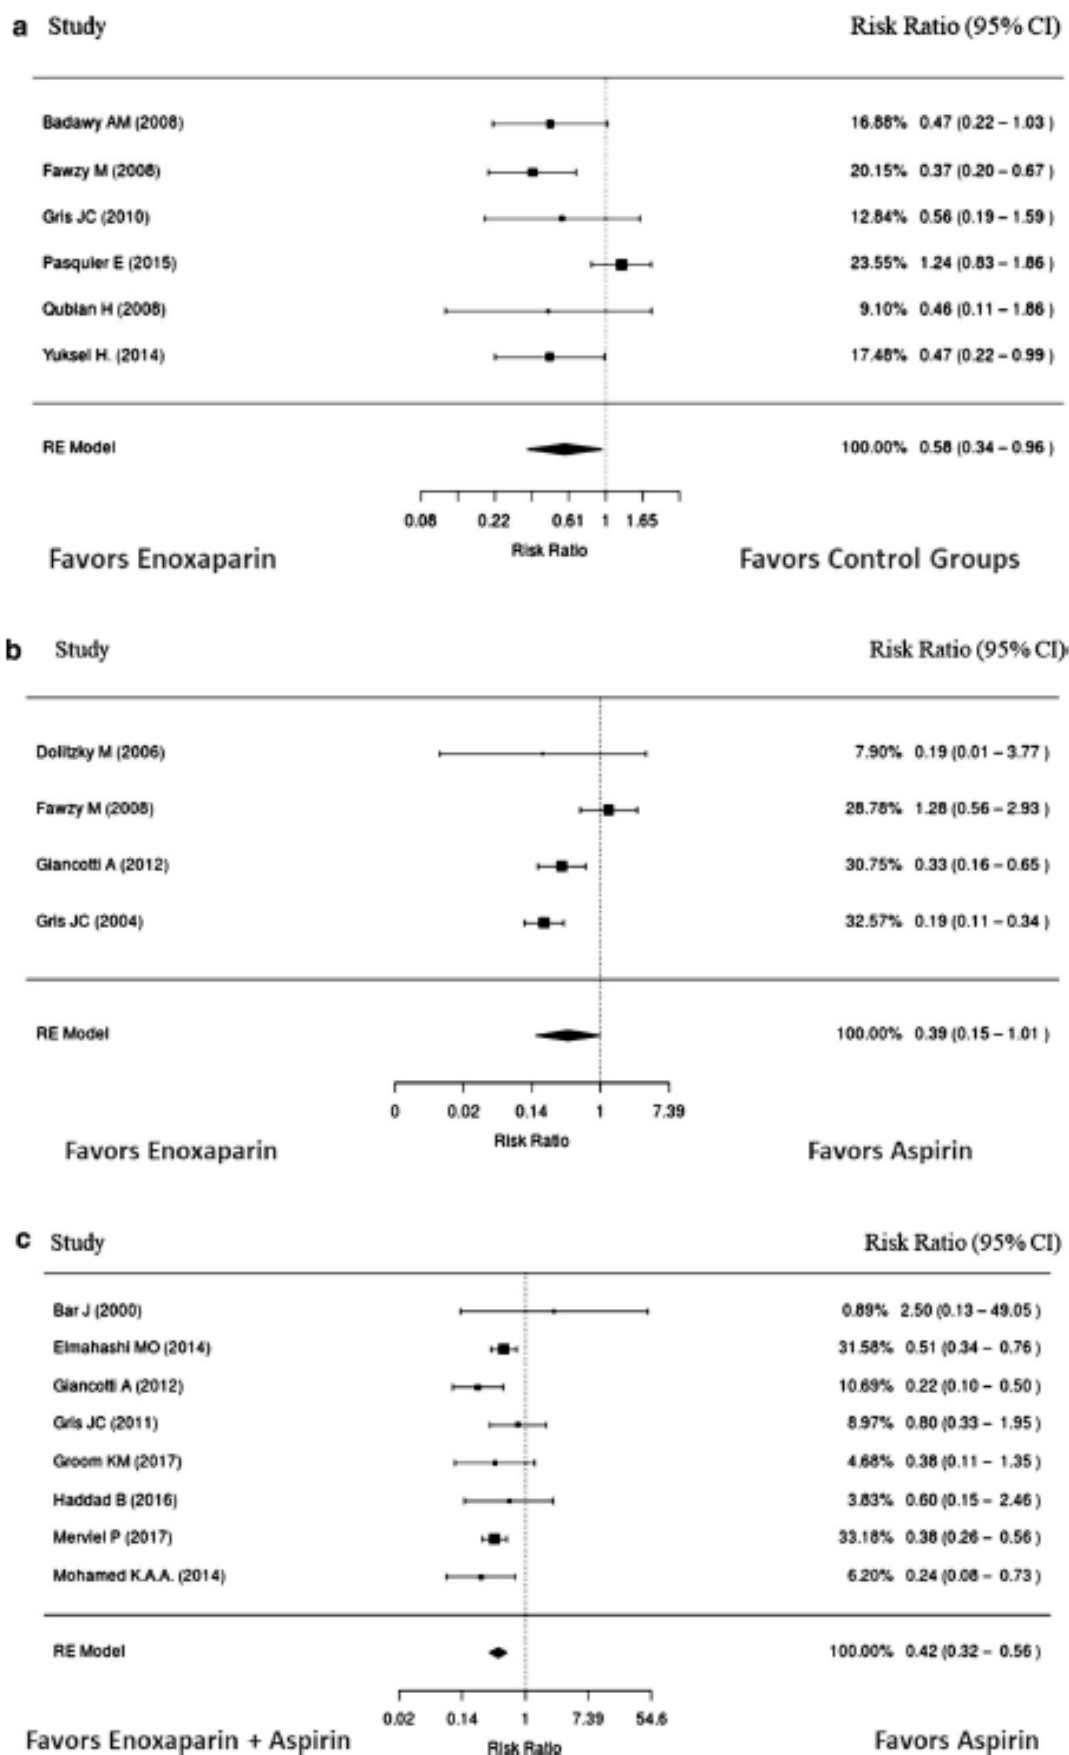 a Study Risk Ratio (95% CI)
Badawy AM (2008) 16.88% 0.47 (0.22 – 1.03 )
Fawzy M (2008) 20.15% 0.37 (0.20 – 0.67 )
Gris JC (2010) 12.84% 0.56 (0.19 – 1.59 )
Pasquier E (2015) 23.55% 1.24 (0.83 – 1.86 )
Qublan H (2008) 9.10% 0.46 (0.11 – 1.86 )
Yuksel H. (2014) 17.48% 0.47 (0.22 – 0.99 )
RE Model 100.00% 0.58 (0.34 – 0.96 )
0.08 0.22 0.61 1 1.65
Risk Ratio
Favors Enoxaparin Favors Control Groups
b Study Risk Ratio (95% CI)
Dolitzky M (2006) 7.90% 0.19 (0.01 – 3.77 )
Fawzy M (2008) 28.78% 1.28 (0.56 – 2.93 )
Giancotti A (2012) 30.75% 0.33 (0.16 – 0.65 )
Gris JC (2004) 32.57% 0.19 (0.11 – 0.34 )
RE Model 100.00% 0.39 (0.15 – 1.01 )
0 0.02 0.14 1 7.39
Risk Ratio
Favors Enoxaparin Favors Aspirin
c Study Risk Ratio (95% CI)
Bar J (2000) 0.89% 2.50 (0.13 – 49.05 )
Elmahashi MO (2014) 31.58% 0.51 (0.34 – 0.76 )
Giancotti A (2012) 10.69% 0.22 (0.10 – 0.50 )
Gris JC (2011) 8.97% 0.80 (0.33 – 1.95 )
Groom KM (2017) 4.68% 0.38 (0.11 – 1.35 )
Haddad B (2016) 3.83% 0.60 (0.15 – 2.46 )
Merviel P (2017) 33.18% 0.38 (0.26 – 0.56 )
Mohamed K.A.A. (2014) 6.20% 0.24 (0.08 – 0.73 )
RE Model 100.00% 0.42 (0.32 – 0.56 )
0.02 0.14 1 7.39 54.6
Risk Ratio
Favors Enoxaparin + Aspirin Favors Aspirin